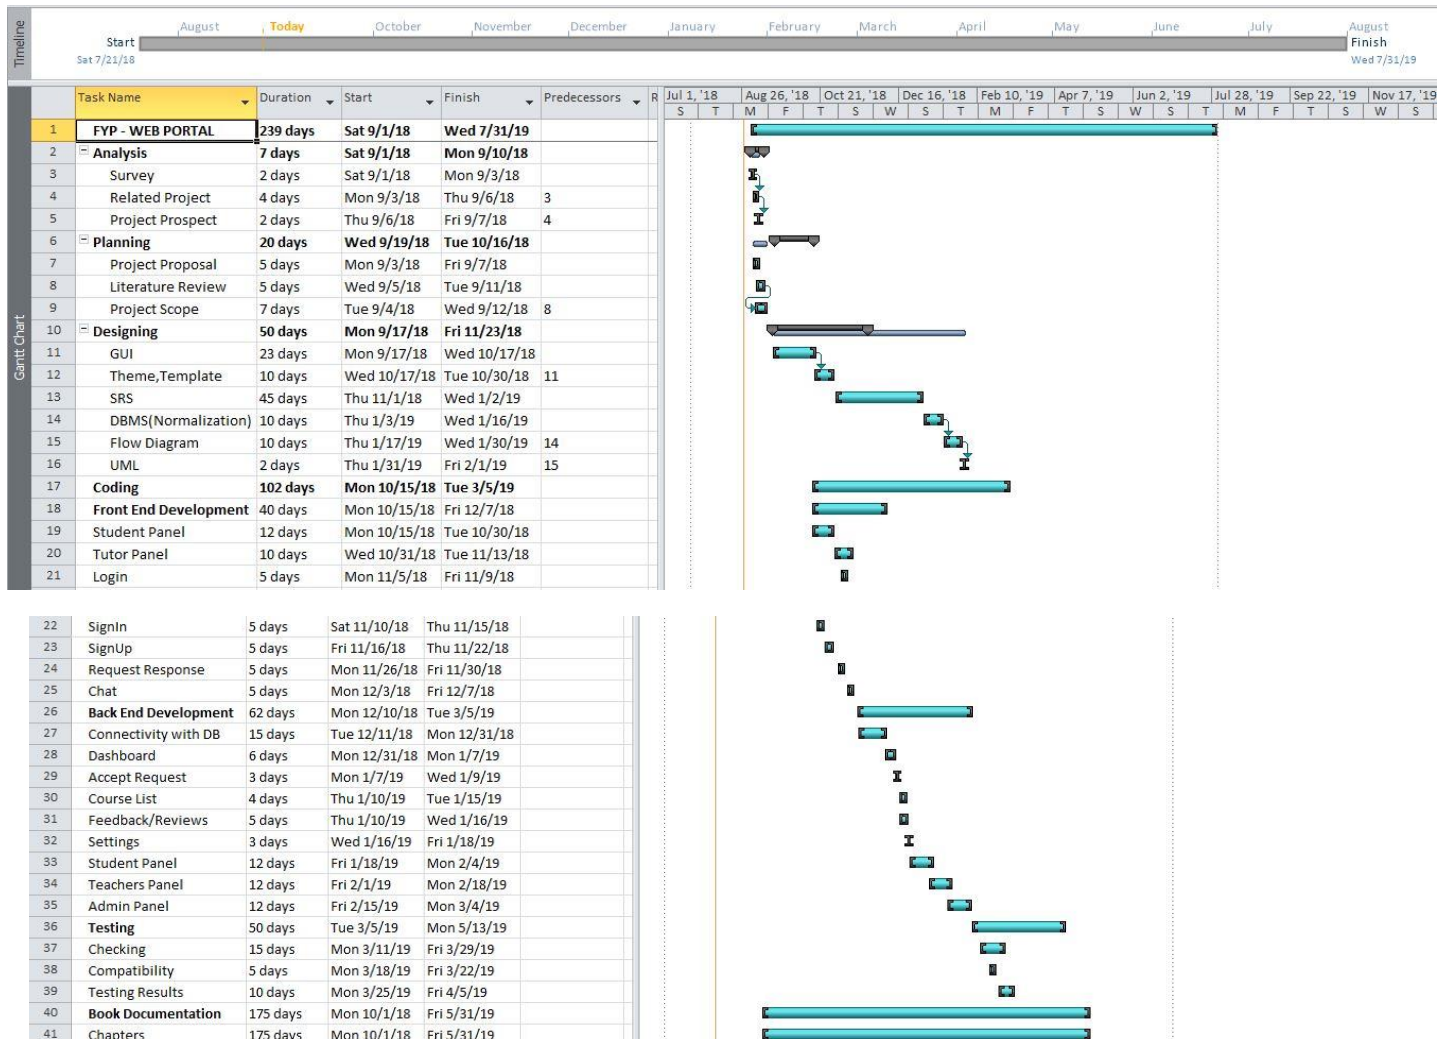 Timeline
August Today October November December January February March April May June July August
Start Finish
Sat 7/21/18 Wed 7/31/19
Gantt Chart
Task Name Duration Start Finish Predecessors R Jul 1, '18 Aug 26, '18 Oct 21, '18 Dec 16, '18 Feb 10, '19 Apr 7, '19 Jun 2, '19 Jul 28, '19 Sep 22, '19 Nov 17, '19
S T M F T S W S T M F T S W S T M F T S W S
1 FYP - WEB PORTAL 239 days Sat 9/1/18 Wed 7/31/19
2 Analysis 7 days Sat 9/1/18 Mon 9/10/18
3 Survey 2 days Sat 9/1/18 Mon 9/3/18
4 Related Project 4 days Mon 9/3/18 Thu 9/6/18 3
5 Project Prospect 2 days Thu 9/6/18 Fri 9/7/18 4
6 Planning 20 days Wed 9/19/18 Tue 10/16/18
7 Project Proposal 5 days Mon 9/3/18 Fri 9/7/18
8 Literature Review 5 days Wed 9/5/18 Tue 9/11/18
9 Project Scope 7 days Tue 9/4/18 Wed 9/12/18 8
10 Designing 50 days Mon 9/17/18 Fri 11/23/18
11 GUI 23 days Mon 9/17/18 Wed 10/17/18
12 Theme,Template 10 days Wed 10/17/18 Tue 10/30/18 11
13 SRS 45 days Thu 11/1/18 Wed 1/2/19
14 DBMS(Normalization) 10 days Thu 1/3/19 Wed 1/16/19
15 Flow Diagram 10 days Thu 1/17/19 Wed 1/30/19 14
16 UML 2 days Thu 1/31/19 Fri 2/1/19 15
17 Coding 102 days Mon 10/15/18 Tue 3/5/19
18 Front End Development 40 days Mon 10/15/18 Fri 12/7/18
19 Student Panel 12 days Mon 10/15/18 Tue 10/30/18
20 Tutor Panel 10 days Wed 10/31/18 Tue 11/13/18
21 Login 5 days Mon 11/5/18 Fri 11/9/18
22 SignIn 5 days Sat 11/10/18 Thu 11/15/18
23 SignUp 5 days Fri 11/16/18 Thu 11/22/18
24 Request Response 5 days Mon 11/26/18 Fri 11/30/18
25 Chat 5 days Mon 12/3/18 Fri 12/7/18
26 Back End Development 62 days Mon 12/10/18 Tue 3/5/19
27 Connectivity with DB 15 days Tue 12/11/18 Mon 12/31/18
28 Dashboard 6 days Mon 12/31/18 Mon 1/7/19
29 Accept Request 3 days Mon 1/7/19 Wed 1/9/19
30 Course List 4 days Thu 1/10/19 Tue 1/15/19
31 Feedback/Reviews 5 days Thu 1/10/19 Wed 1/16/19
32 Settings 3 days Wed 1/16/19 Fri 1/18/19
33 Student Panel 12 days Fri 1/18/19 Mon 2/4/19
34 Teachers Panel 12 days Fri 2/1/19 Mon 2/18/19
35 Admin Panel 12 days Fri 2/15/19 Mon 3/4/19
36 Testing 50 days Tue 3/5/19 Mon 5/13/19
37 Checking 15 days Mon 3/11/19 Fri 3/29/19
38 Compatibility 5 days Mon 3/18/19 Fri 3/22/19
39 Testing Results 10 days Mon 3/25/19 Fri 4/5/19
40 Book Documentation 175 days Mon 10/1/18 Fri 5/31/19
41 Chapters 175 days Mon 10/1/18 Fri 5/31/19